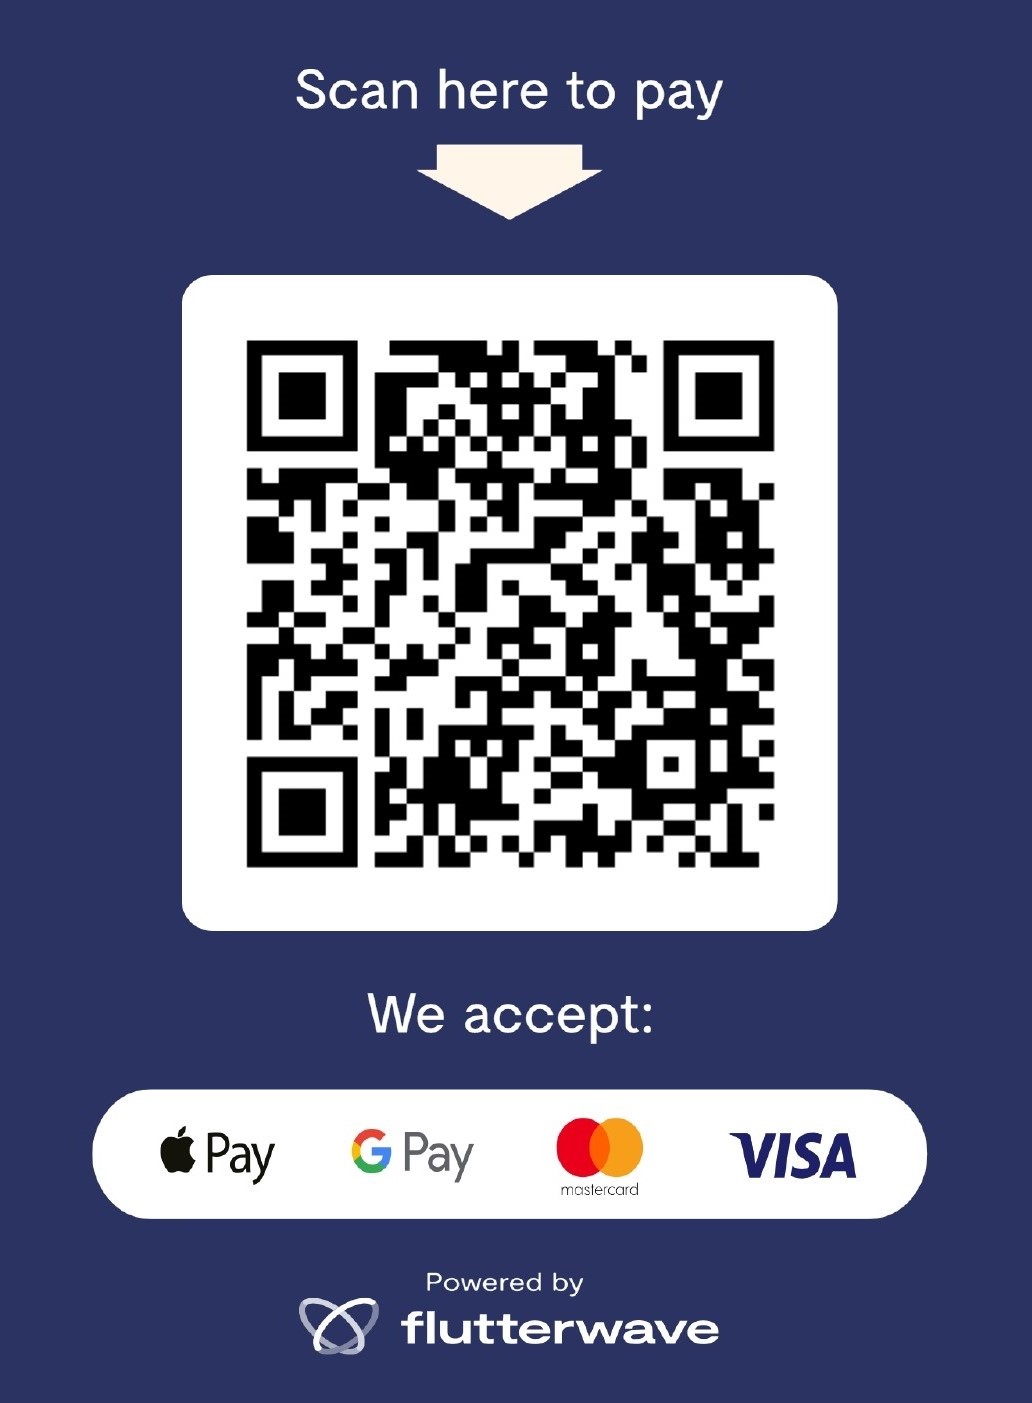 Scan here to pay
We accept:
Pay G Pay mastercard VISA
Powered by
flutterwave